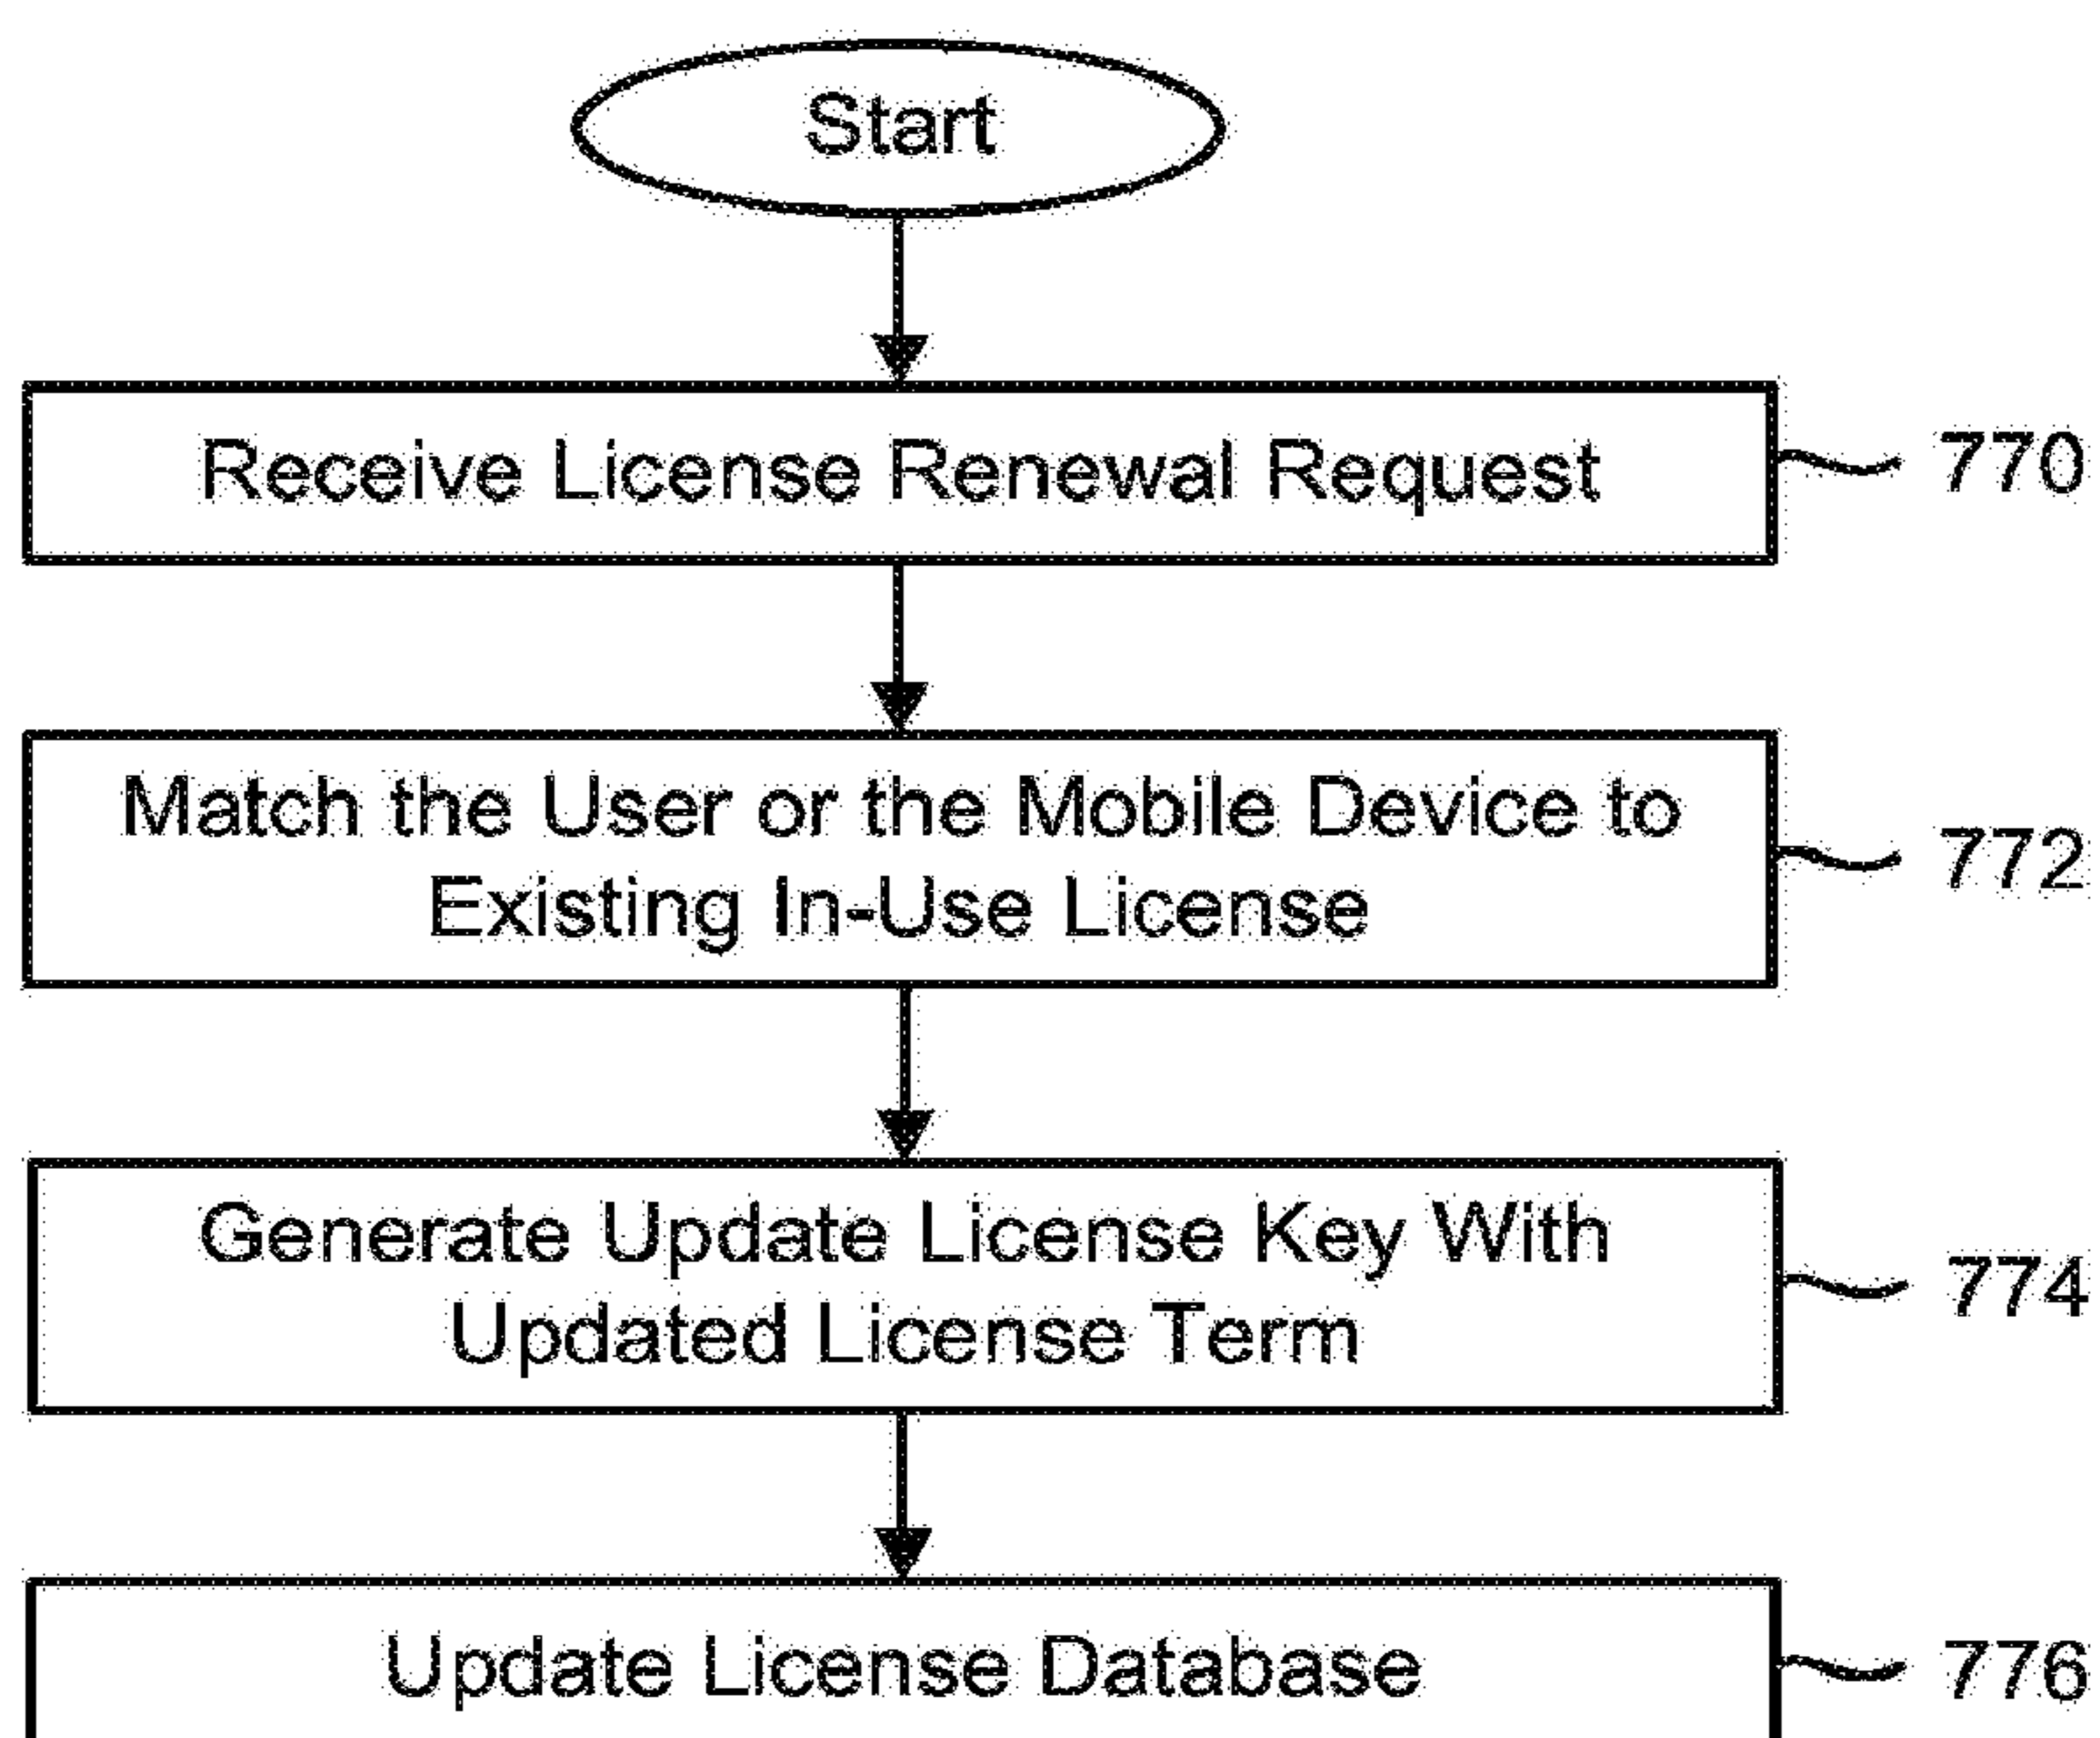 Start
Receive License Renewal Request
770
Match the User or the Mobile Device to
Existing In-Use License
772
Generate Update License Key With
Updated License Term
774
Update License Database
776